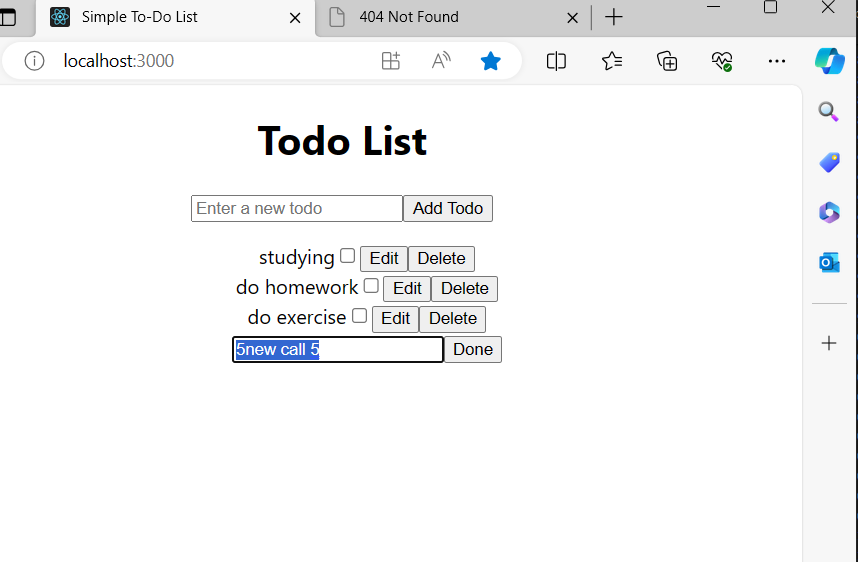 Simple To-Do List
404 Not Found
localhost:3000
Todo List
Enter a new todo Add Todo
studying Edit Delete
do homework Edit Delete
do exercise Edit Delete
5new call 5 Done